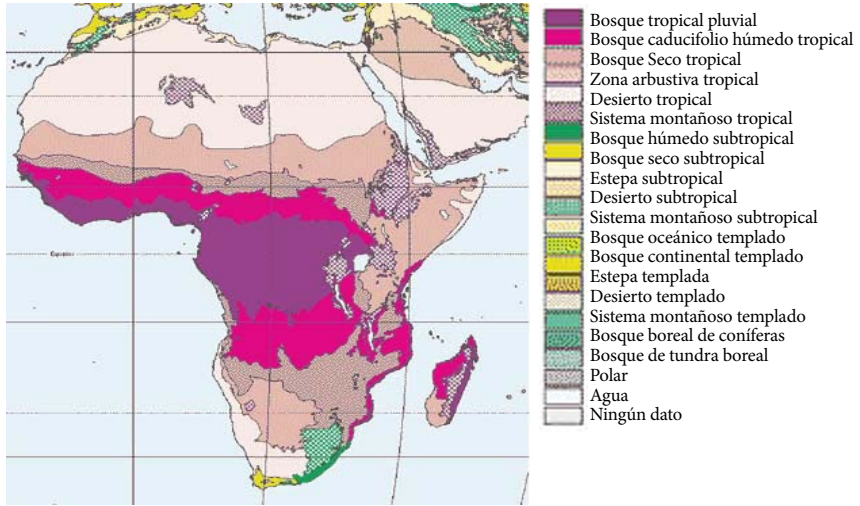 Bosque tropical pluvial
Bosque caducifolio húmedo tropical
Bosque Seco tropical
Zona arbustiva tropical
Desierto tropical
Sistema montañoso tropical
Bosque húmedo subtropical
Bosque seco subtropical
Estepa subtropical
Desierto subtropical
Sistema montañoso subtropical
Bosque oceánico templado
Bosque continental templado
Estepa templada
Desierto templado
Sistema montañoso templado
Bosque boreal de coníferas
Bosque de tundra boreal
Polar
Agua
Ningún dato